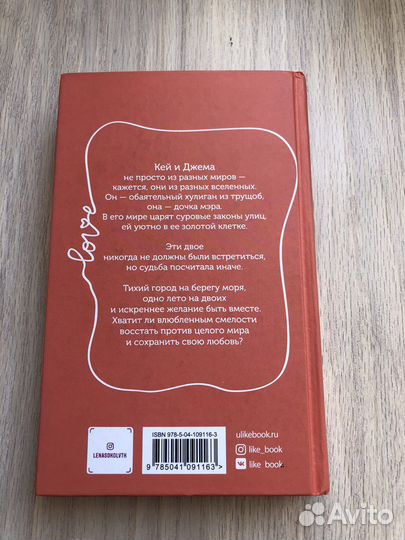 love
Кей и Джема
не просто из разных миров —
кажется, они из разных вселенных.
Он — обаятельный хулиган из трущоб,
она — дочка мэра.
В его мире царят суровые законы улиц,
ей уютно в ее золотой клетке.
Эти двое
никогда не должны были встретиться,
но судьба посчитала иначе.
Тихий город на берегу моря,
одно лето на двоих
и искреннее желание быть вместе.
Хватит ли влюбленным смелости
восстать против целого мира
и сохранить свою любовь?
LENASOKOLVTH
ISBN 978-5-04-109116-3
9 785041 091163 >
ulikebook.ru
like_book
like_book
Avito